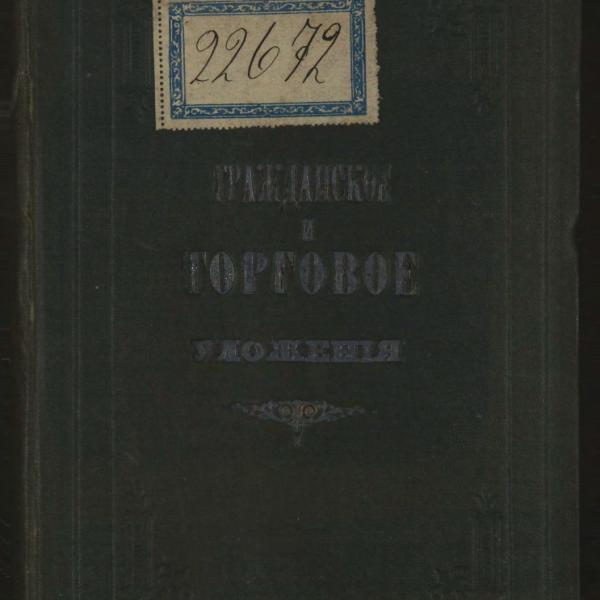 22672
ГРАЖДАНСКОЕ
И
ТОРГОВОЕ
УЛОЖЕНІЯ